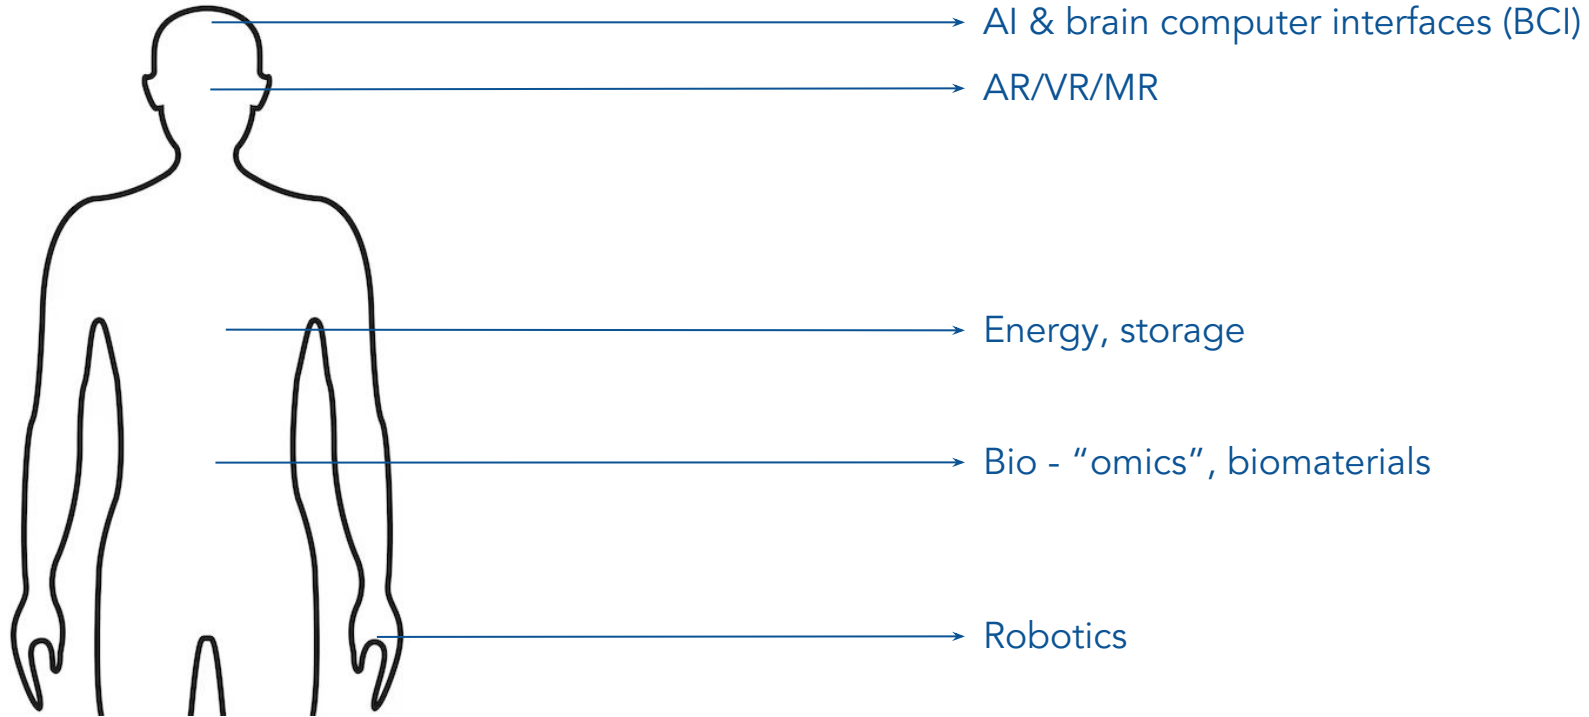 AI & brain computer interfaces (BCI)
AR/VR/MR
Energy, storage
Bio - “omics”, biomaterials
Robotics